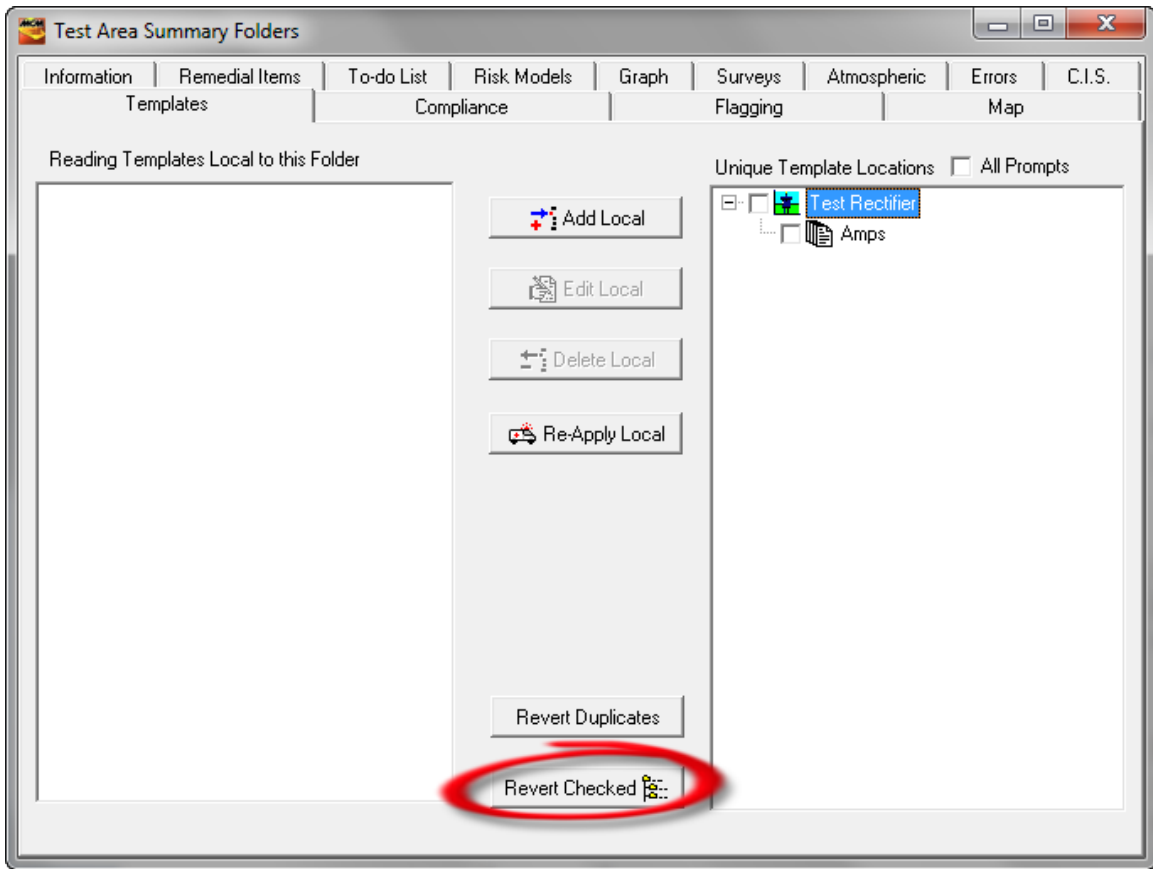 MCM
Test Area Summary Folders
Information Remedial Items To-do List Risk Models Graph Surveys Atmospheric Errors C.I.S.
Templates Compliance Flagging Map
Reading Templates Local to this Folder
Unique Template Locations All Prompts
Test Rectifier
Amps
Add Local
Edit Local
Delete Local
Re-Apply Local
Revert Duplicates
Revert Checked